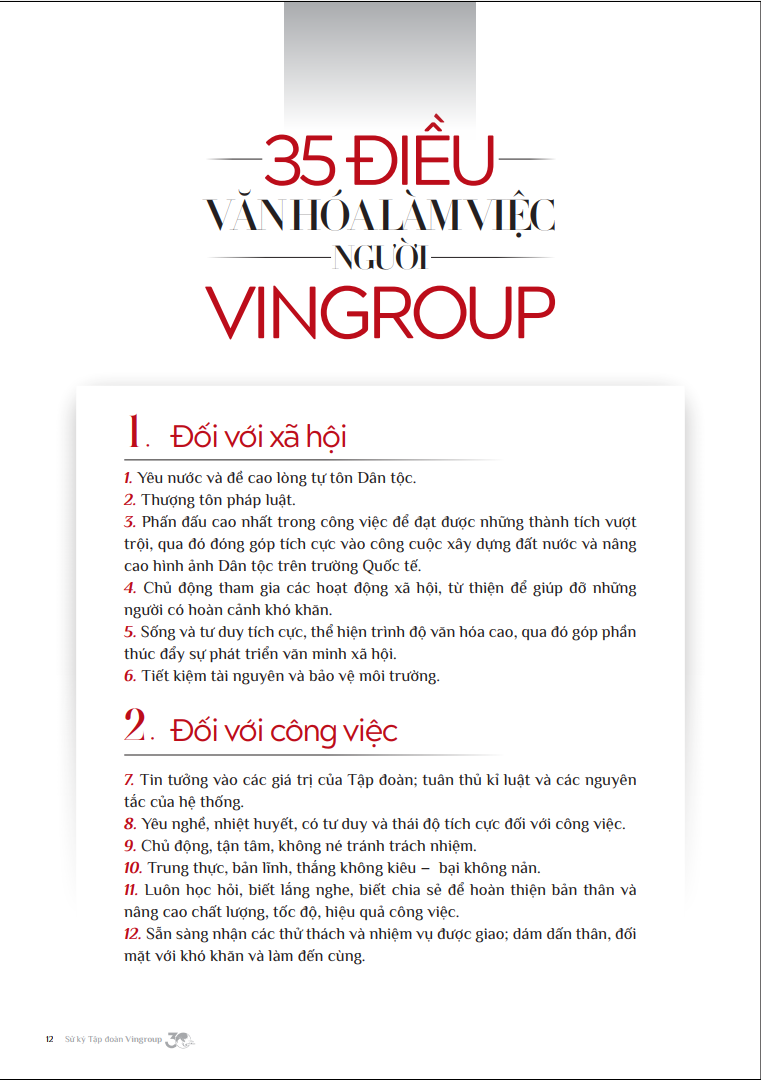 35 ĐIỀU
VĂN HÓA LÀM VIỆC
NGƯỜI
VINGROUP
1. Đối với xã hội
1. Yêu nước và đề cao lòng tự tôn Dân tộc.
2. Thượng tôn pháp luật.
3. Phấn đấu cao nhất trong công việc để đạt được những thành tích vượt
trội, qua đó đóng góp tích cực vào công cuộc xây dựng đất nước và nâng
cao hình ảnh Dân tộc trên trường Quốc tế.
4. Chủ động tham gia các hoạt động xã hội, từ thiện để giúp đỡ những
người có hoàn cảnh khó khăn.
5. Sống và tư duy tích cực, thể hiện trình độ văn hóa cao, qua đó góp phần
thúc đẩy sự phát triển văn minh xã hội.
6. Tiết kiệm tài nguyên và bảo vệ môi trường.
2. Đối với công việc
7. Tin tưởng vào các giá trị của Tập đoàn; tuân thủ kỉ luật và các nguyên
tắc của hệ thống.
8. Yêu nghề, nhiệt huyết, có tư duy và thái độ tích cực đối với công việc.
9. Chủ động, tận tâm, không né tránh trách nhiệm.
10. Trung thực, bản lĩnh, thắng không kiêu – bại không nản.
11. Luôn học hỏi, biết lắng nghe, biết chia sẻ để hoàn thiện bản thân và
nâng cao chất lượng, tốc độ, hiệu quả công việc.
12. Sẵn sàng nhận các thử thách và nhiệm vụ được giao; dám dấn thân, đối
mặt với khó khăn và làm đến cùng.
12 Sử ký Tập đoàn Vingroup 30